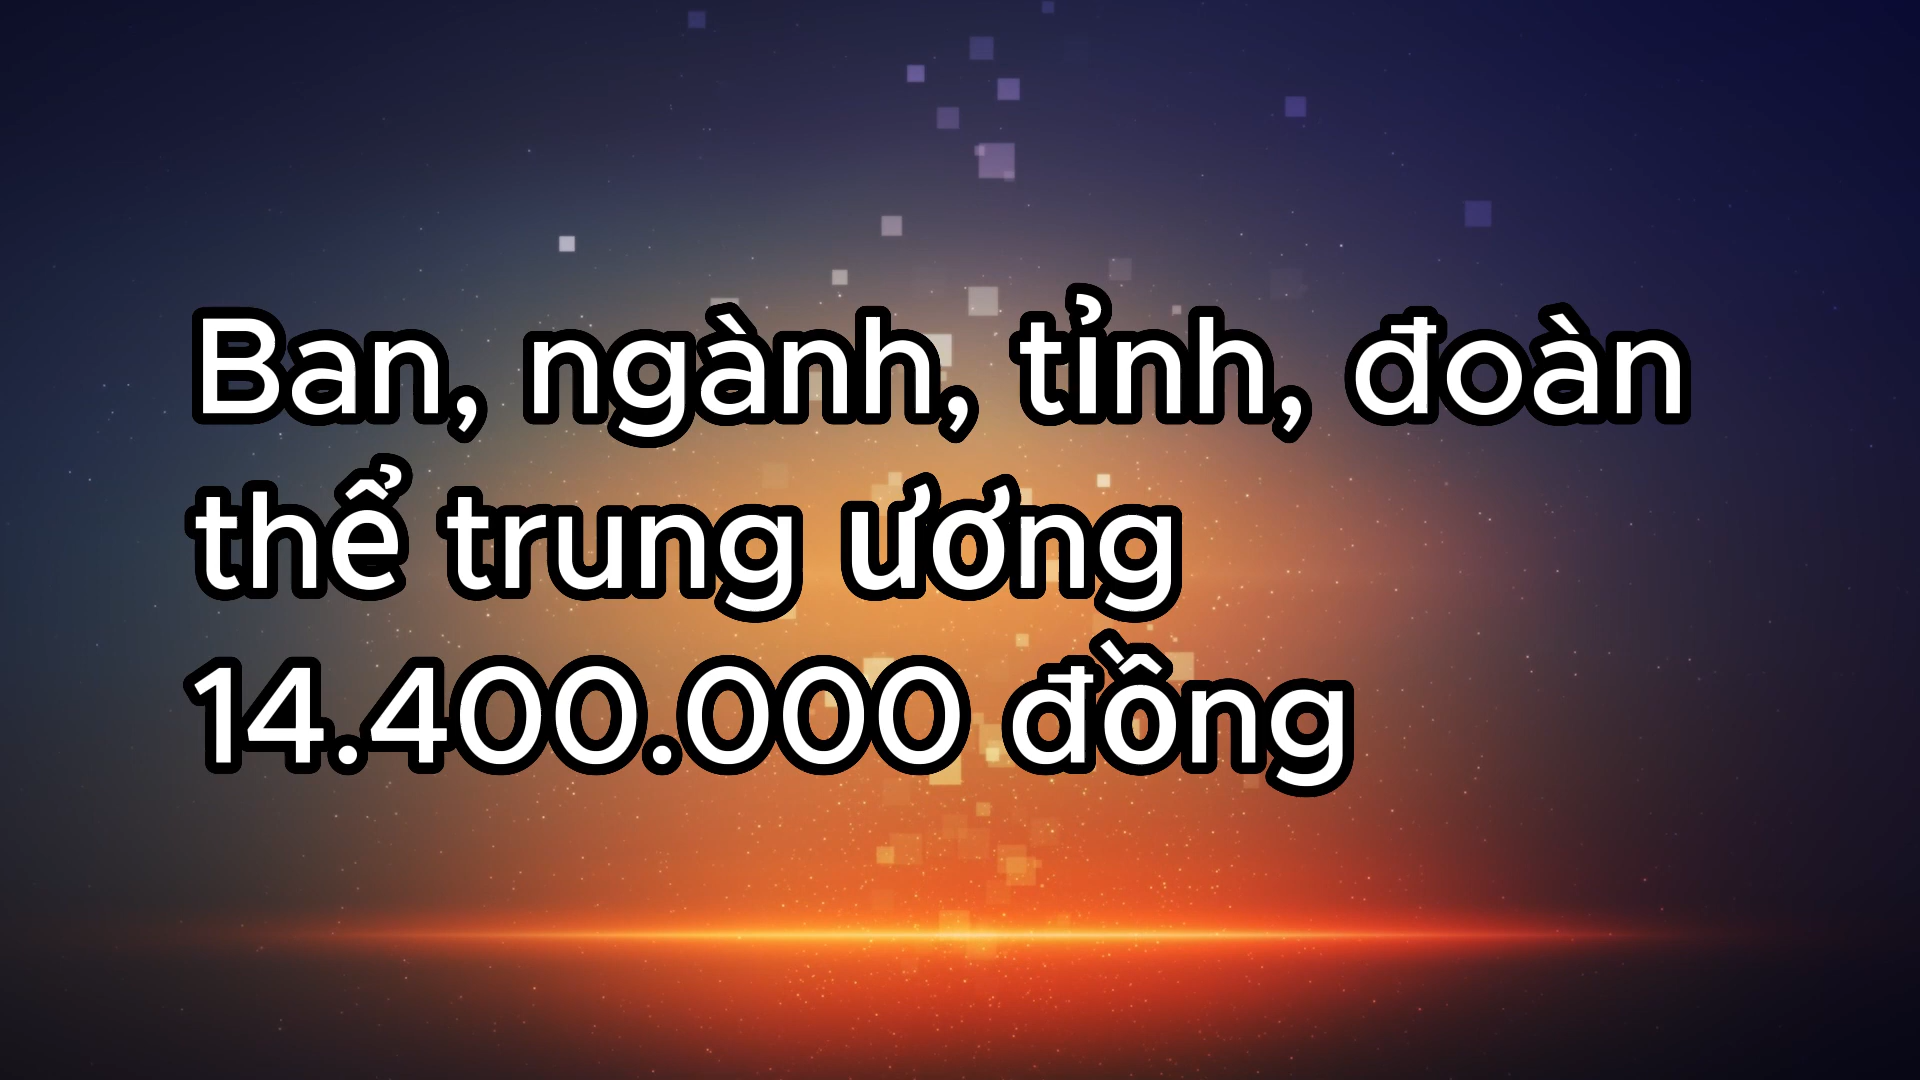 Ban, ngành, tỉnh, đoàn
thể trung ương
14.400.000 đồng